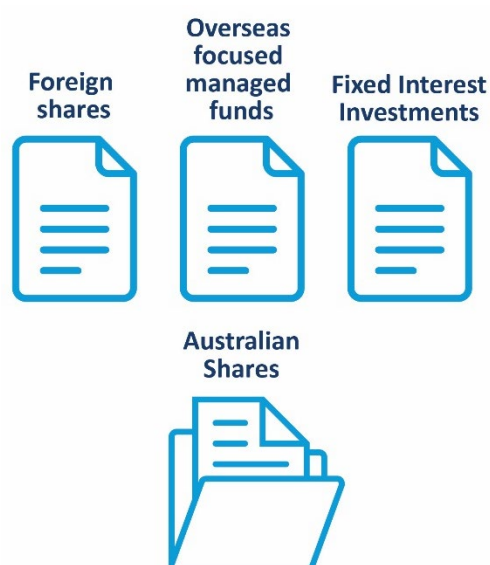 Foreign
shares
Overseas
focused
managed
funds
Fixed Interest
Investments
Australian
Shares